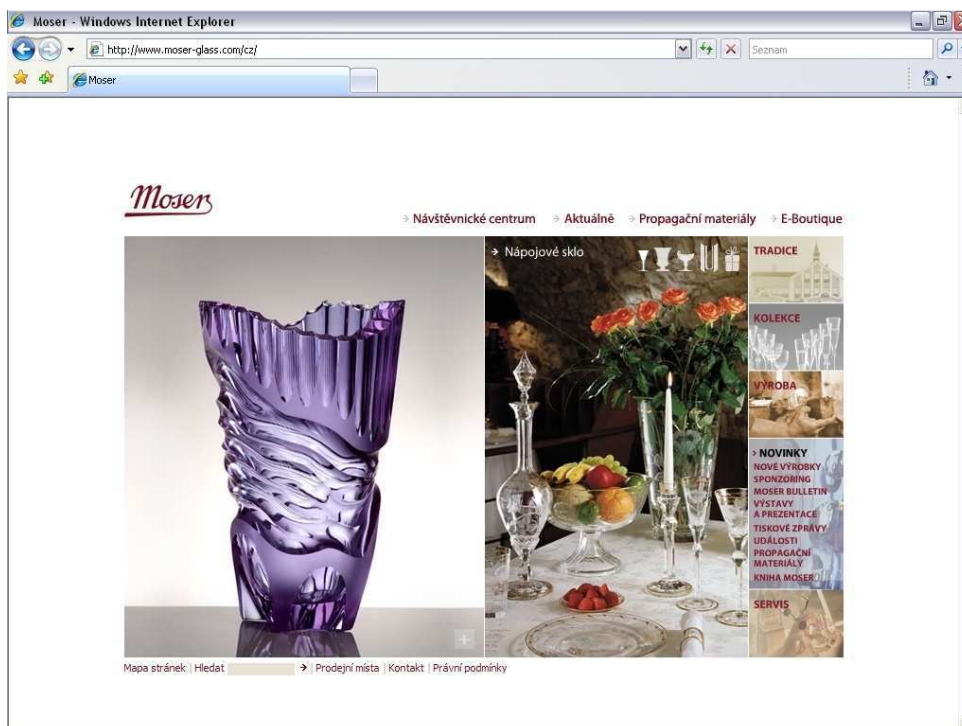 Moser - Windows Internet Explorer
http://www.moser-glass.com/cz/
Seznam
Moser
Moser
Návštěvnické centrum Aktuálně Propagační materiály E-Boutique
Nápojové sklo
TRADICE
KOLEKCE
VÝROBA
NOVINKY
NOVÉ VÝROBKY
SPONZORING
MOSER BULLETIN
VÝSTAVY
A PREZENTACE
TISKOVÉ ZPRÁVY
UDÁLOSTI
PROPAGAČNÍ
MATERIÁLY
KNIHA MOSER
SERVIS
Mapa stránek | Hledat | Prodejní místa | Kontakt | Právní podmínky